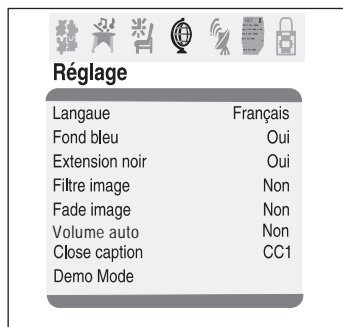 Réglage
Langaue Français
Fond bleu Oui
Extension noir Oui
Filtre image Non
Fade image Non
Volume auto Non
Close caption CC1
Demo Mode